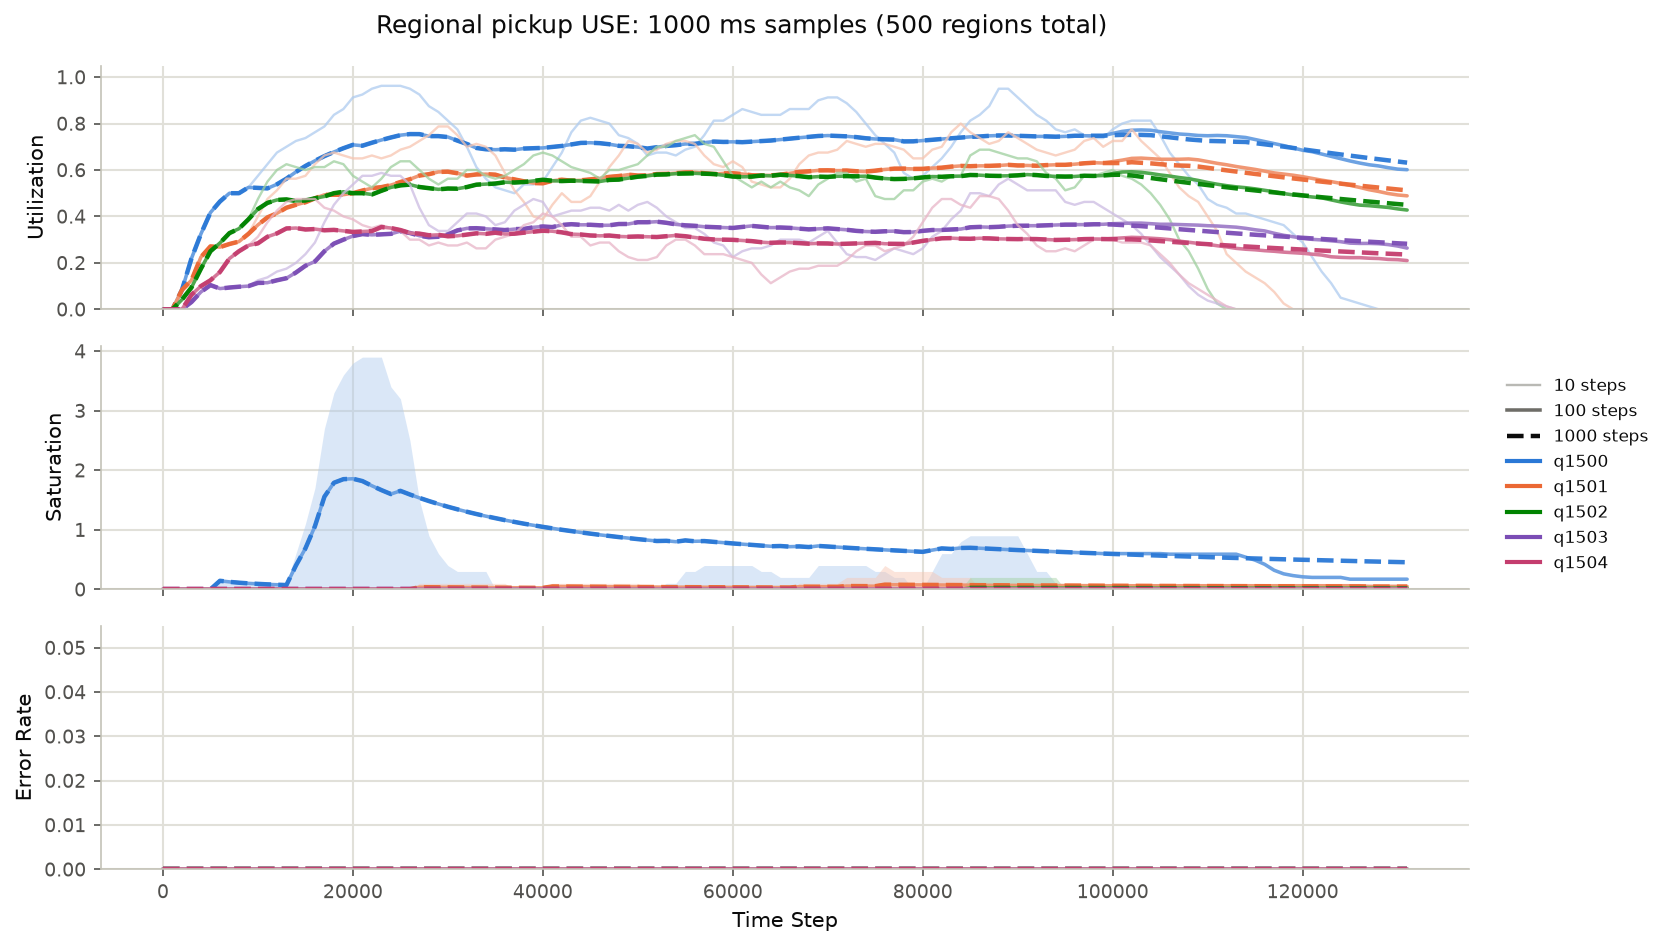 Regional pickup USE: 1000 ms samples (500 regions total)
Utilization
1.0
0.8
0.6
0.4
0.2
0.0
Saturation
4
3
2
1
0
Error Rate
0.05
0.04
0.03
0.02
0.01
0.00
0
20000
40000
60000
80000
100000
120000
Time Step
10 steps
100 steps
1000 steps
q1500
q1501
q1502
q1503
q1504